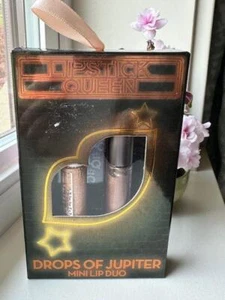 LIPSTICK
QUEEN
DROPS OF JUPITER
MINI LIP DUO